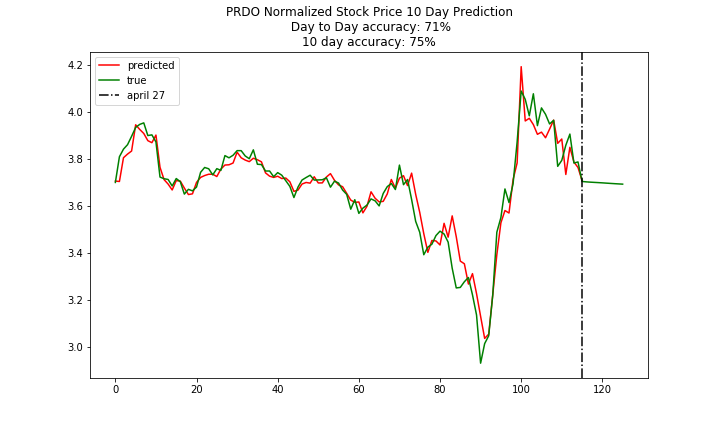 PRDO Normalized Stock Price 10 Day Prediction
Day to Day accuracy: 71%
10 day accuracy: 75%
predicted
true
april 27
4.2
4.0
3.8
3.6
3.4
3.2
3.0
0 20 40 60 80 100 120